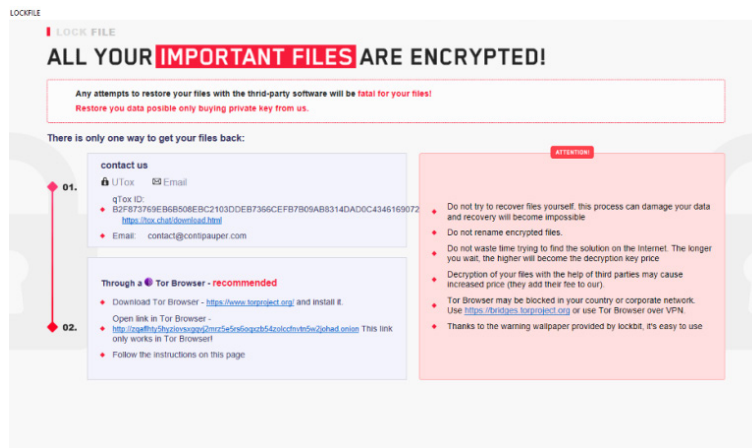 LOCKFILE
LOCK FILE
ALL YOUR IMPORTANT FILES ARE ENCRYPTED!
Any attempts to restore your files with the thrid-party software will be fatal for your files!
Restore you data posible only buying private key from us.
There is only one way to get your files back:
01.
contact us
UTox Email
qTox ID:
B2F873769EB6B508EBC2103DDEB7366CEFB7B09AB8314DAD0C4346169072
https://tox.chat/download.html
Email: contact@contipauper.com
02.
Through a Tor Browser - recommended
Download Tor Browser - https://www.torproject.org/ and install it.
Open link in Tor Browser -
This link
only works in Tor Browser!
Follow the instructions on this page
ATTENTION!
Do not try to recover files yourself, this process can damage your data
and recovery will become impossible
Do not rename encrypted files.
Do not waste time trying to find the solution on the Internet. The longer
you wait, the higher will become the decryption key price
Decryption of your files with the help of third parties may cause
increased price (they add their fee to our).
Tor Browser may be blocked in your country or corporate network.
Use https://bridges.torproject.org or use Tor Browser over VPN.
Thanks to the warning wallpaper provided by lockbit, it's easy to use